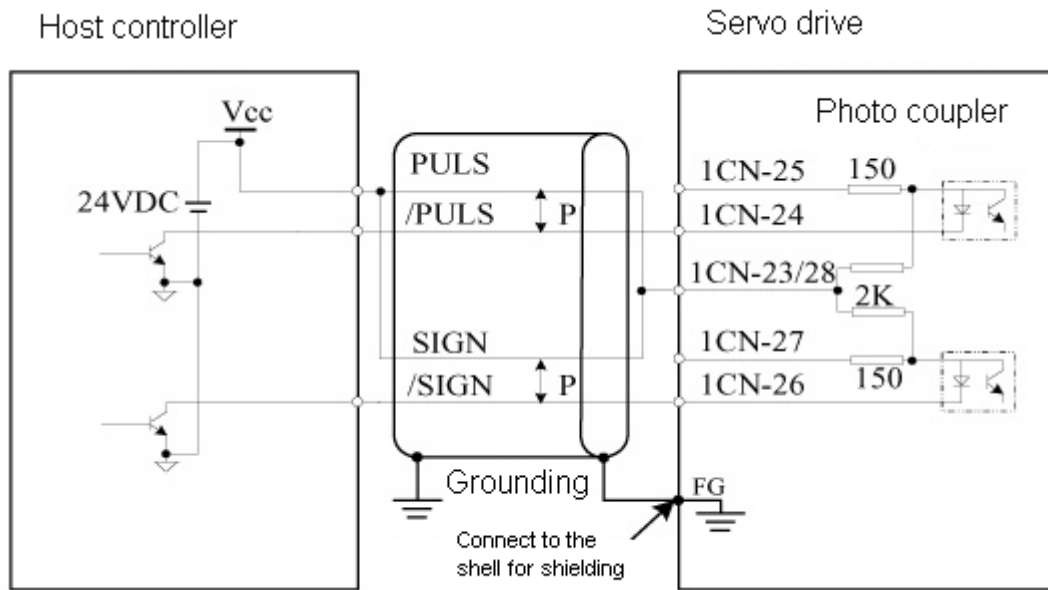 Host controller
Servo drive
Vcc
24VDC
PULS
/PULS
P
SIGN
/SIGN
P
Photo coupler
1CN-25
150
1CN-24
1CN-23/28
2K
1CN-27
150
1CN-26
Grounding
FG
Connect to the
shell for shielding